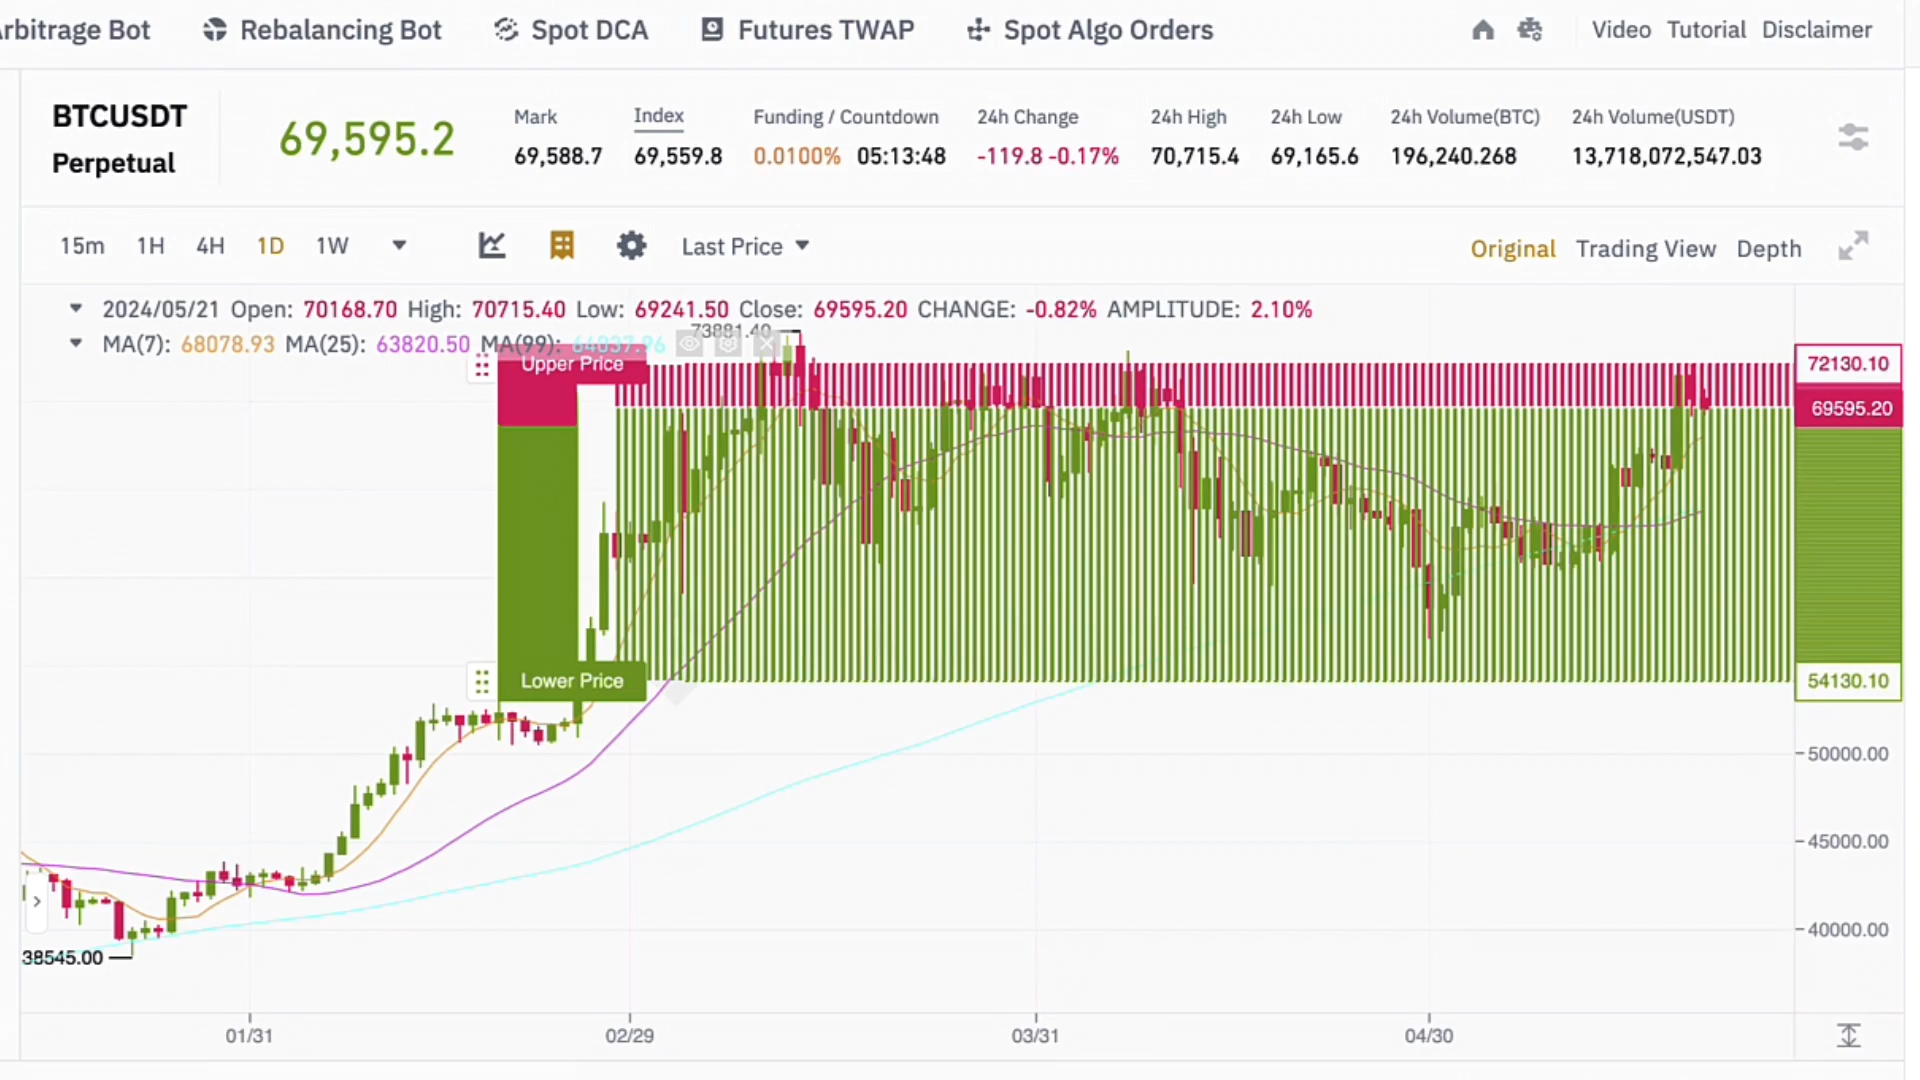 Arbitrage Bot Rebalancing Bot Spot DCA Futures TWAP Spot Algo Orders Video Tutorial Disclaimer
BTCUSDT
Perpetual
69,595.2
Mark Index Funding / Countdown 24h Change 24h High 24h Low 24h Volume(BTC) 24h Volume(USDT)
69,588.7 69,559.8 0.0100% 05:13:48 -119.8 -0.17% 70,715.4 69,165.6 196,240.268 13,718,072,547.03
15m 1H 4H 1D 1W Last Price Original Trading View Depth
2024/05/21 Open: 70168.70 High: 70715.40 Low: 69241.50 Close: 69595.20 CHANGE: -0.82% AMPLITUDE: 2.10%
73881.40
MA(7): 68078.93 MA(25): 63820.50 MA(99):
Upper Price
72130.10
69595.20
Lower Price
54130.10
50000.00
45000.00
40000.00
38545.00
01/31 02/29 03/31 04/30